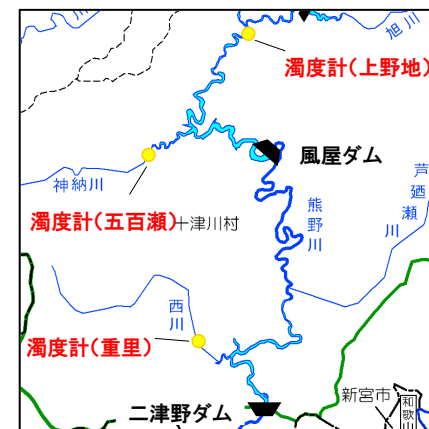 旭川
川
濁度計(上野地)
風屋ダム
芦廼瀬川
神納川
熊野川
濁度計(五百瀬)
十津川村
西川
濁度計(重里)
新宮市
和歌山
二津野ダム